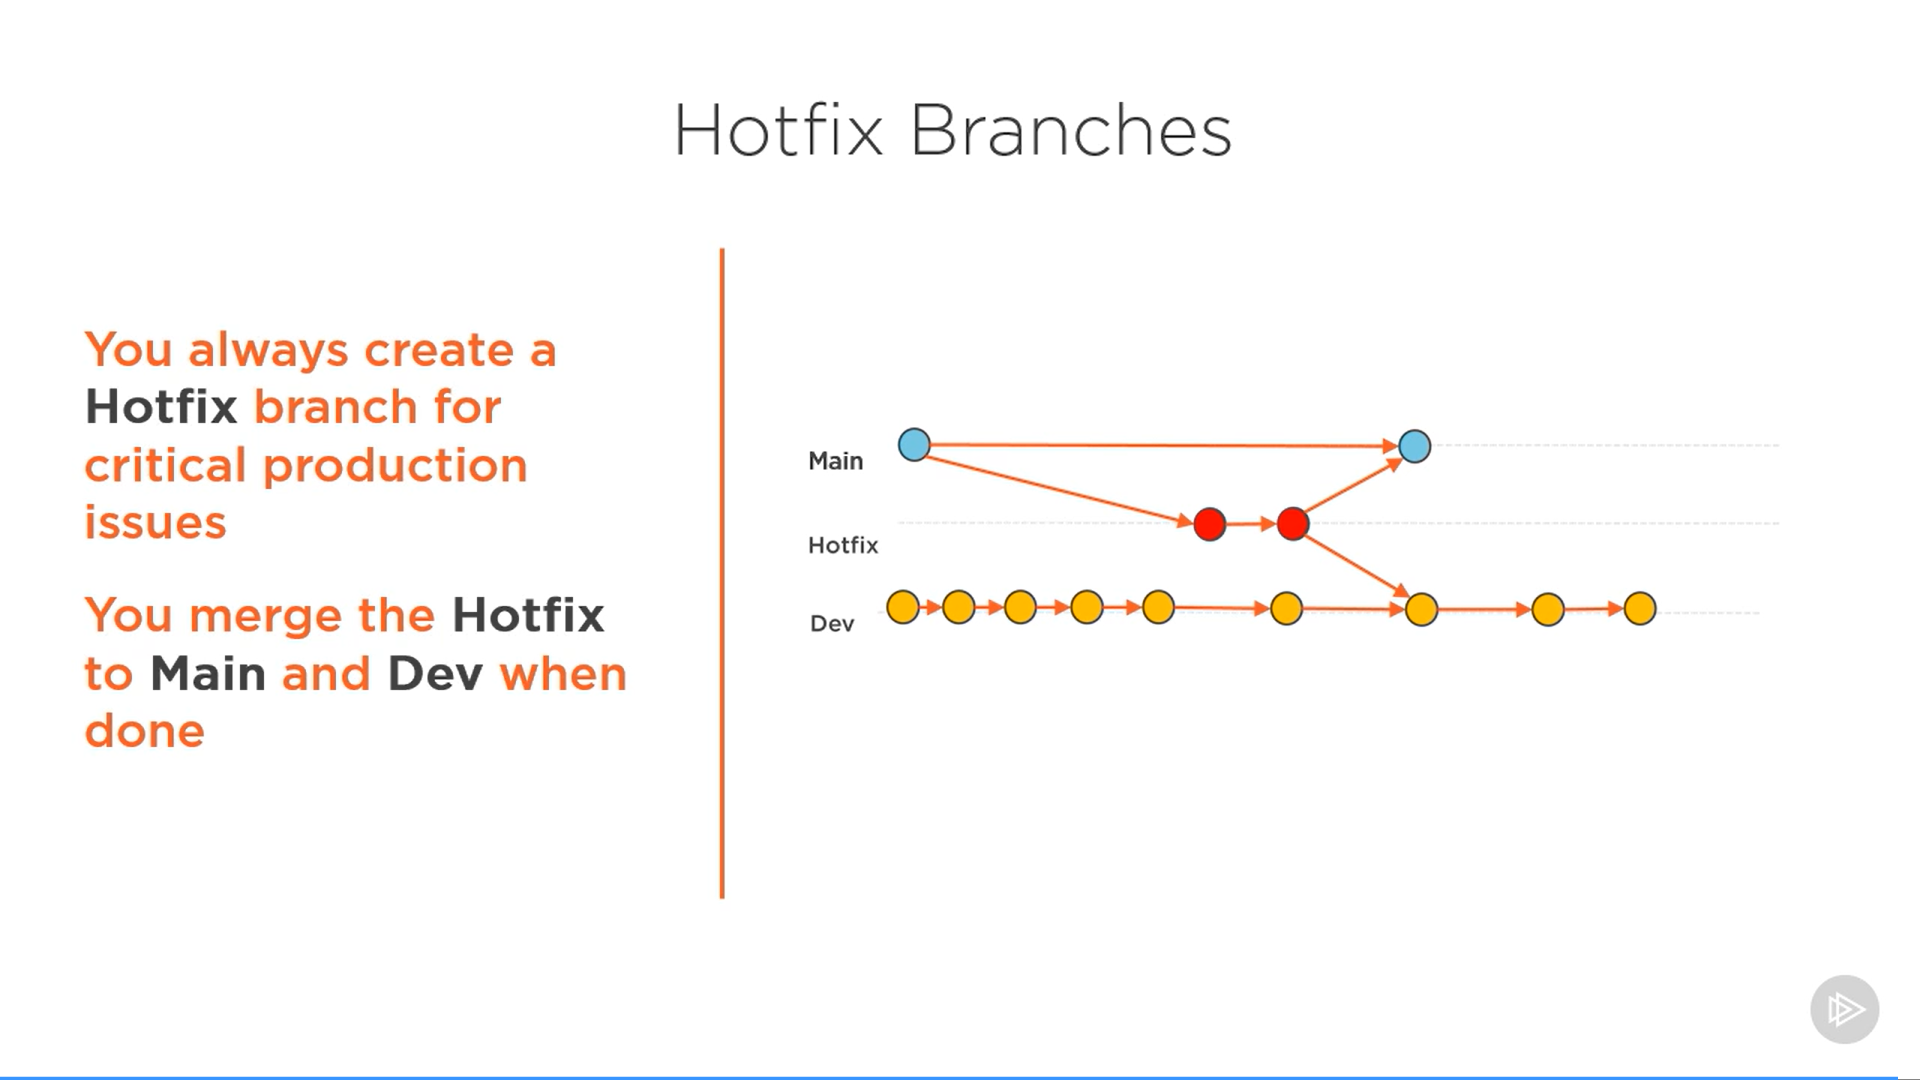 Hotfix Branches
You always create a
Hotfix branch for
critical production
issues
You merge the Hotfix
to Main and Dev when
done
Main
Hotfix
Dev